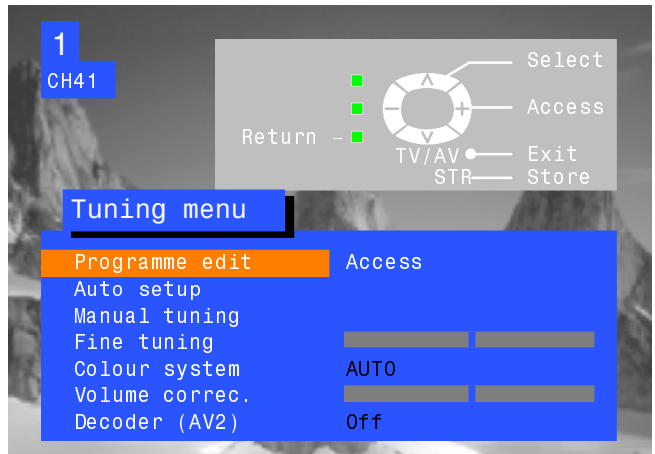 1
CH41
Select
Access
Return
TV/AV Exit
STR Store
Tuning menu
Programme edit Access
Auto setup
Manual tuning
Fine tuning
Colour system AUTO
Volume correc.
Decoder (AV2) Off